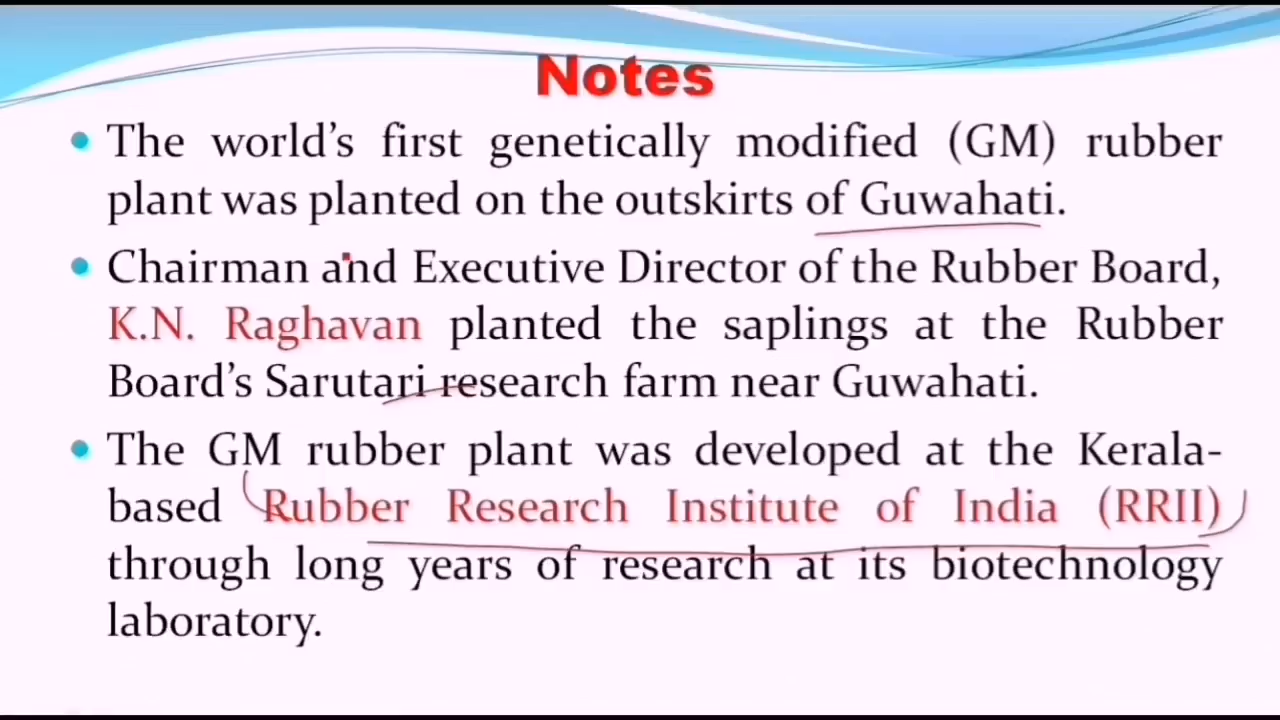 Notes
• The world's first genetically modified (GM) rubber
plant was planted on the outskirts of Guwahati.
• Chairman and Executive Director of the Rubber Board,
K.N. Raghavan planted the saplings at the Rubber
Board's Sarutari research farm near Guwahati.
• The GM rubber plant was developed at the Kerala-
based Rubber Research Institute of India (RRII)
through long years of research at its biotechnology
laboratory.